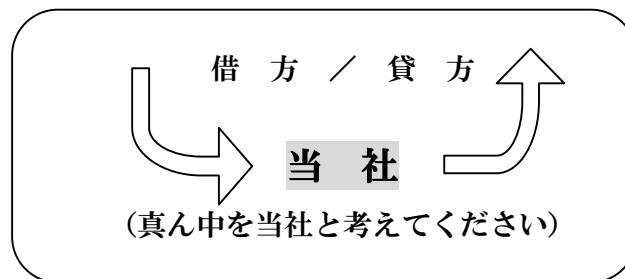 借 方 ／ 貸 方
当 社
（真ん中を当社と考えてください）